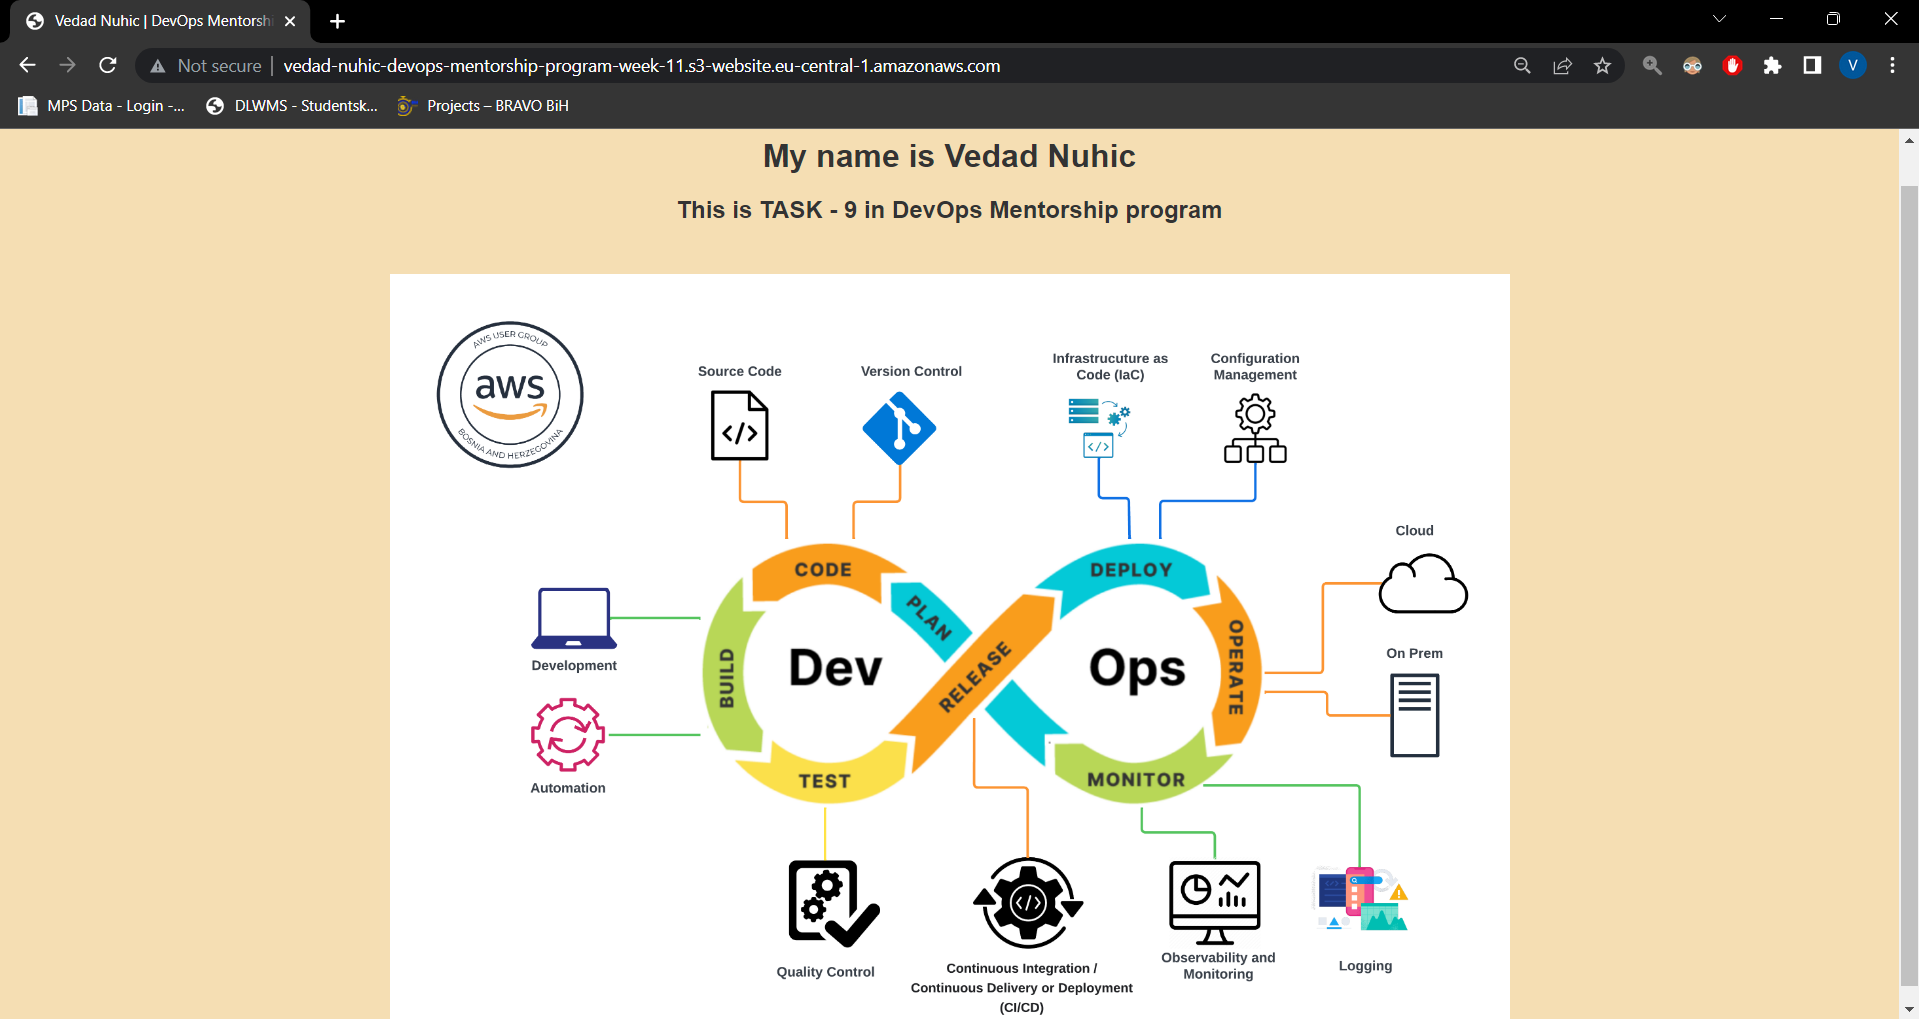 Vedad Nuhic | DevOps Mentorshi
Not secure
vedad-nuhic-devops-mentorship-program-week-11.s3-website.eu-central-1.amazonaws.com
V
MPS Data - Login -...
DLWMS - Studentsk...
Projects – BRAVO BiH
My name is Vedad Nuhic
This is TASK - 9 in DevOps Mentorship program
AWS USER GROUP
aws
BOSNIA AND HERZEGOVINA
Source Code
Version Control
Infrastrucuture as
Code (IaC)
Configuration
Management
</>
</>
Cloud
CODE
DEPLOY
PLAN
OPERATE
BUILD
Dev
RELEASE
Ops
Development
On Prem
Automation
TEST
MONITOR
</>
Quality Control
Continuous Integration /
Continuous Delivery or Deployment
(CI/CD)
Observability and
Monitoring
Logging